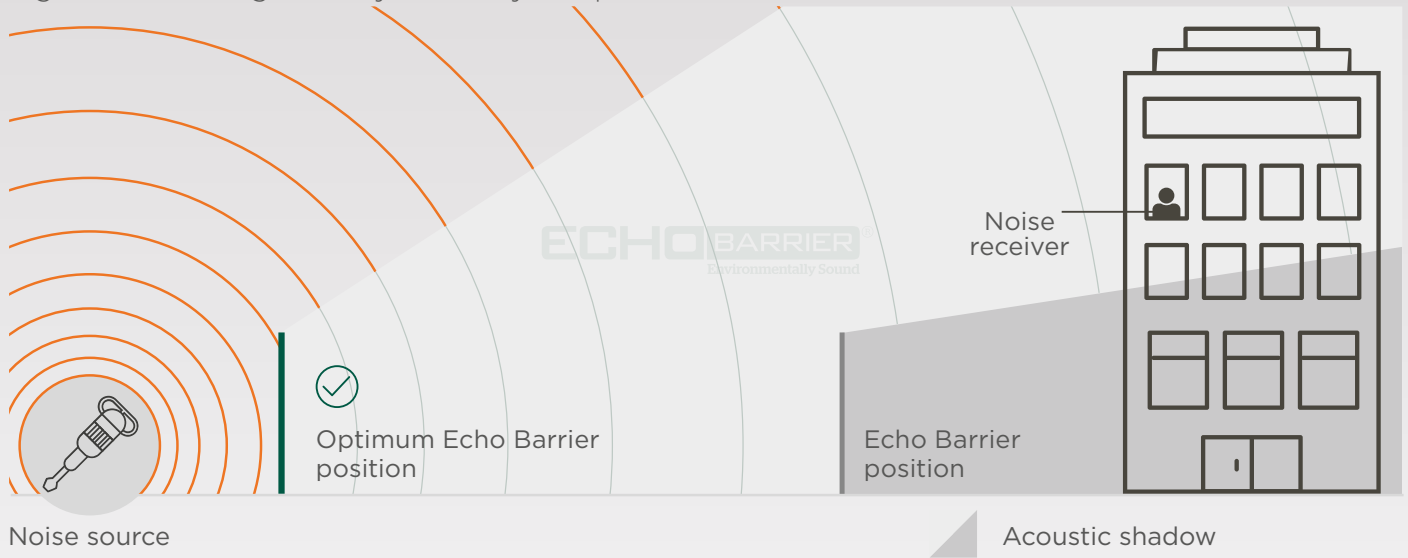 ECHO BARRIER®
Environmentally Sound
Noise
receiver
Optimum Echo Barrier
position
Echo Barrier
position
Noise source
Acoustic shadow